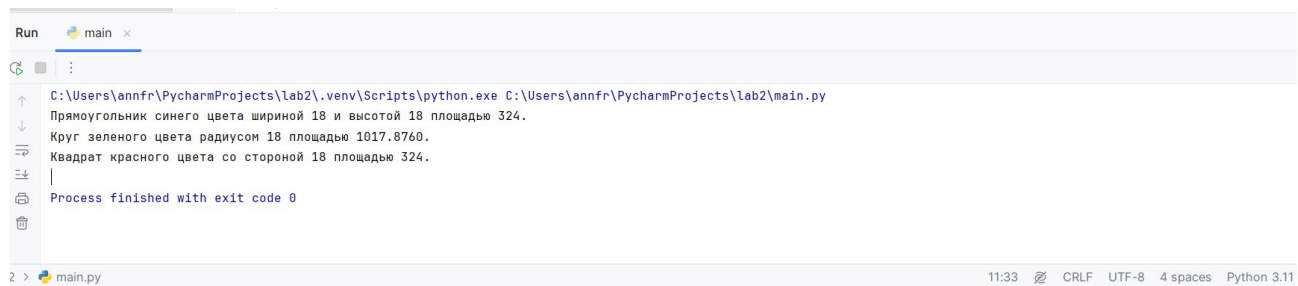 Run main ×
C:\Users\annfr\PycharmProjects\lab2\.venv\Scripts\python.exe C:\Users\annfr\PycharmProjects\lab2\main.py
Прямоугольник синего цвета шириной 18 и высотой 18 площадью 324.
Круг зеленого цвета радиусом 18 площадью 1017.8760.
Квадрат красного цвета со стороной 18 площадью 324.
Process finished with exit code 0
2 > main.py 11:33 CRLF UTF-8 4 spaces Python 3.11